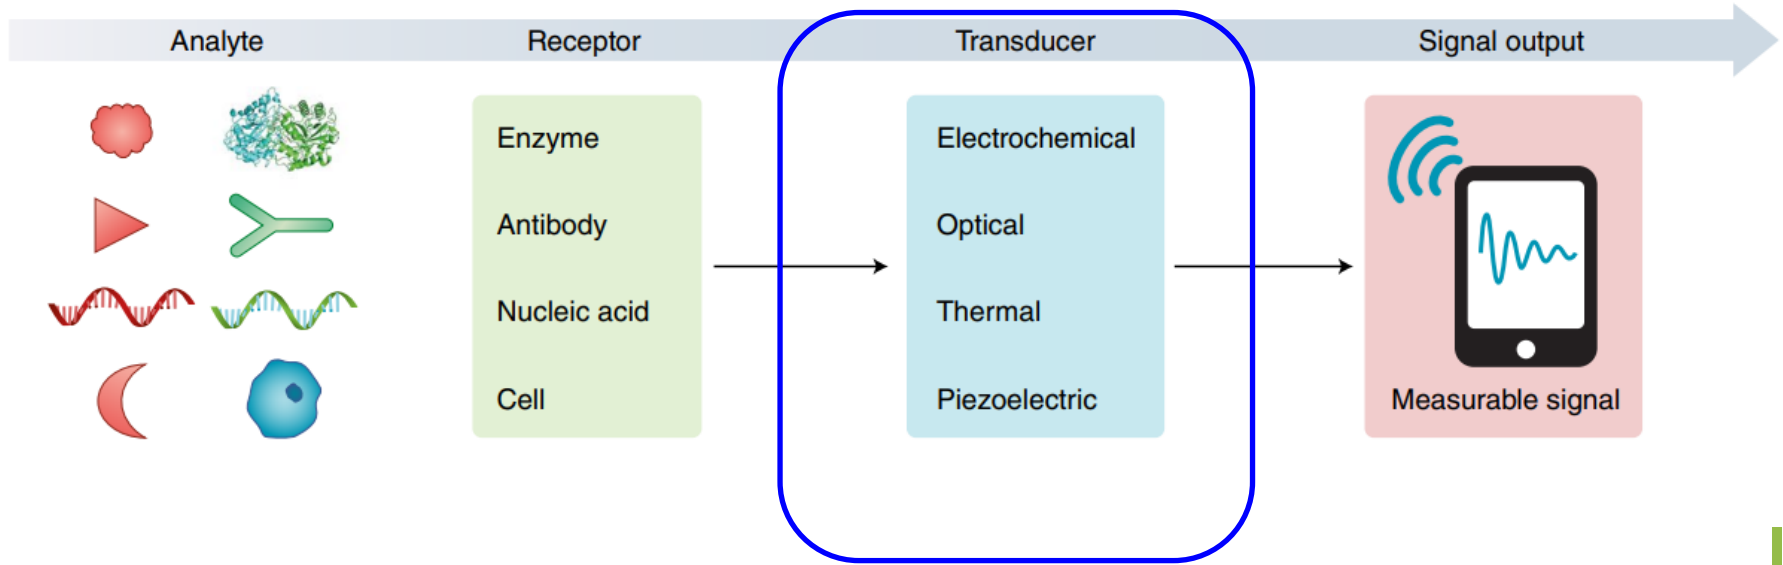 Analyte
Receptor
Transducer
Signal output
Enzyme
Antibody
Nucleic acid
Cell
Electrochemical
Optical
Thermal
Piezoelectric
Measurable signal